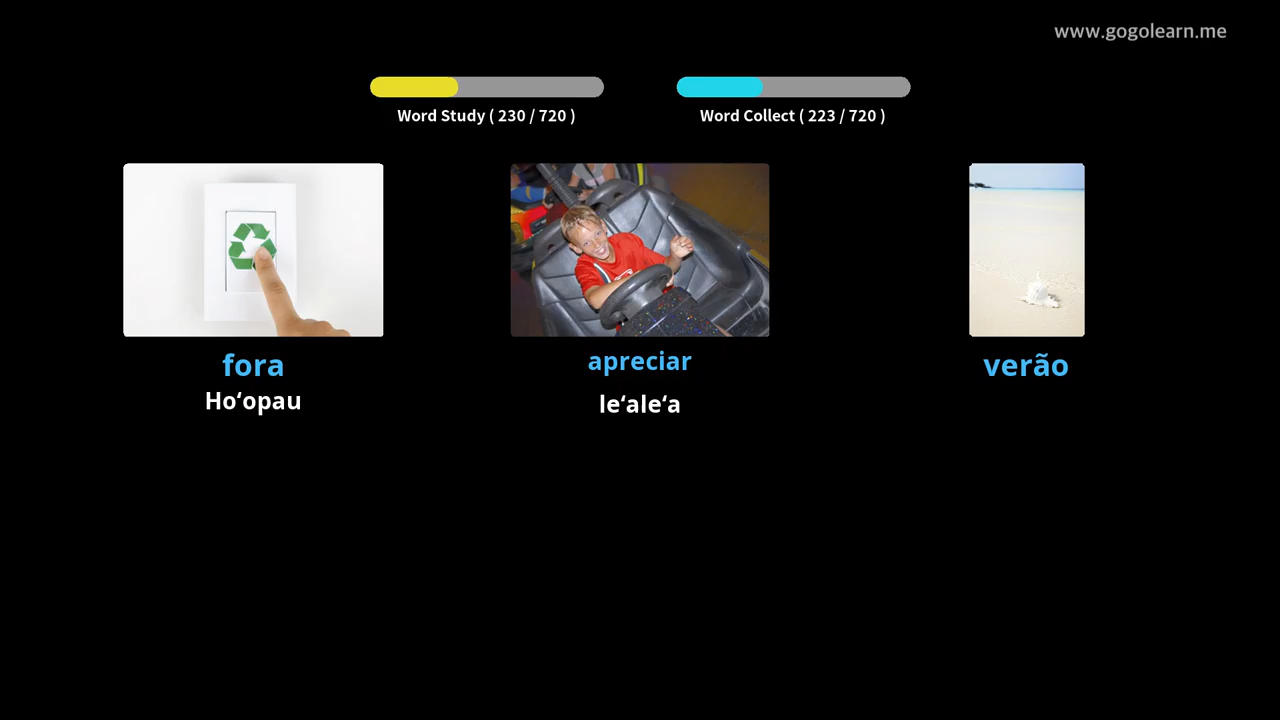 www.gogolearn.me
Word Study ( 230 / 720 )
Word Collect ( 223 / 720 )
fora
Hoʻopau
apreciar
leʻaleʻa
verão